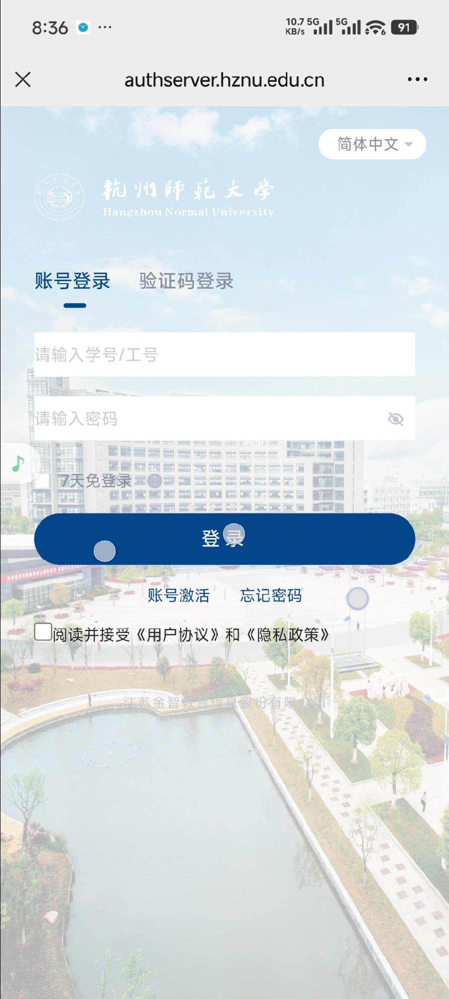 8:36
10.7 KB/s 5G 5G 6 91
authserver.hznu.edu.cn
简体中文
杭州師範大學
Hangzhou Normal University
账号登录 验证码登录
请输入学号/工号
请输入密码
7天免登录 ?
登录
账号激活 | 忘记密码
阅读并接受《用户协议》和《隐私政策》
江苏金智教育信息股份有限公司